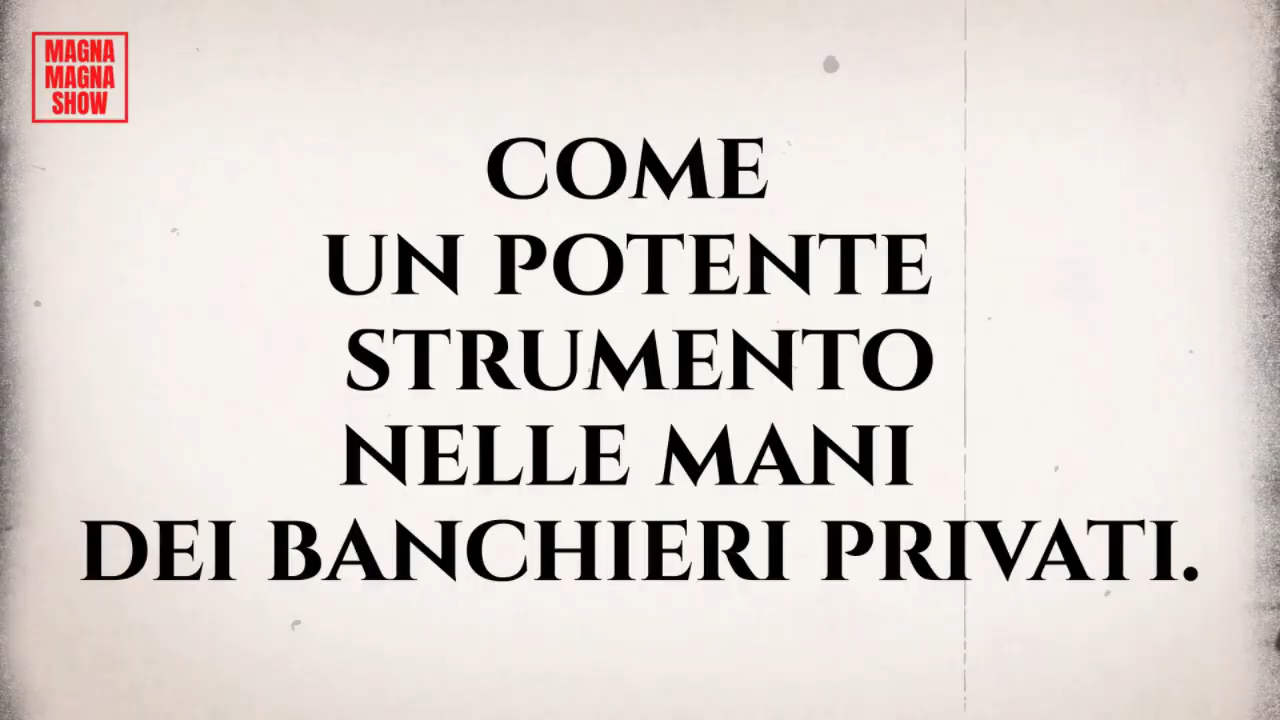 MAGNA
MAGNA
SHOW
COME
UN POTENTE
STRUMENTO
NELLE MANI
DEI BANCHIERI PRIVATI.